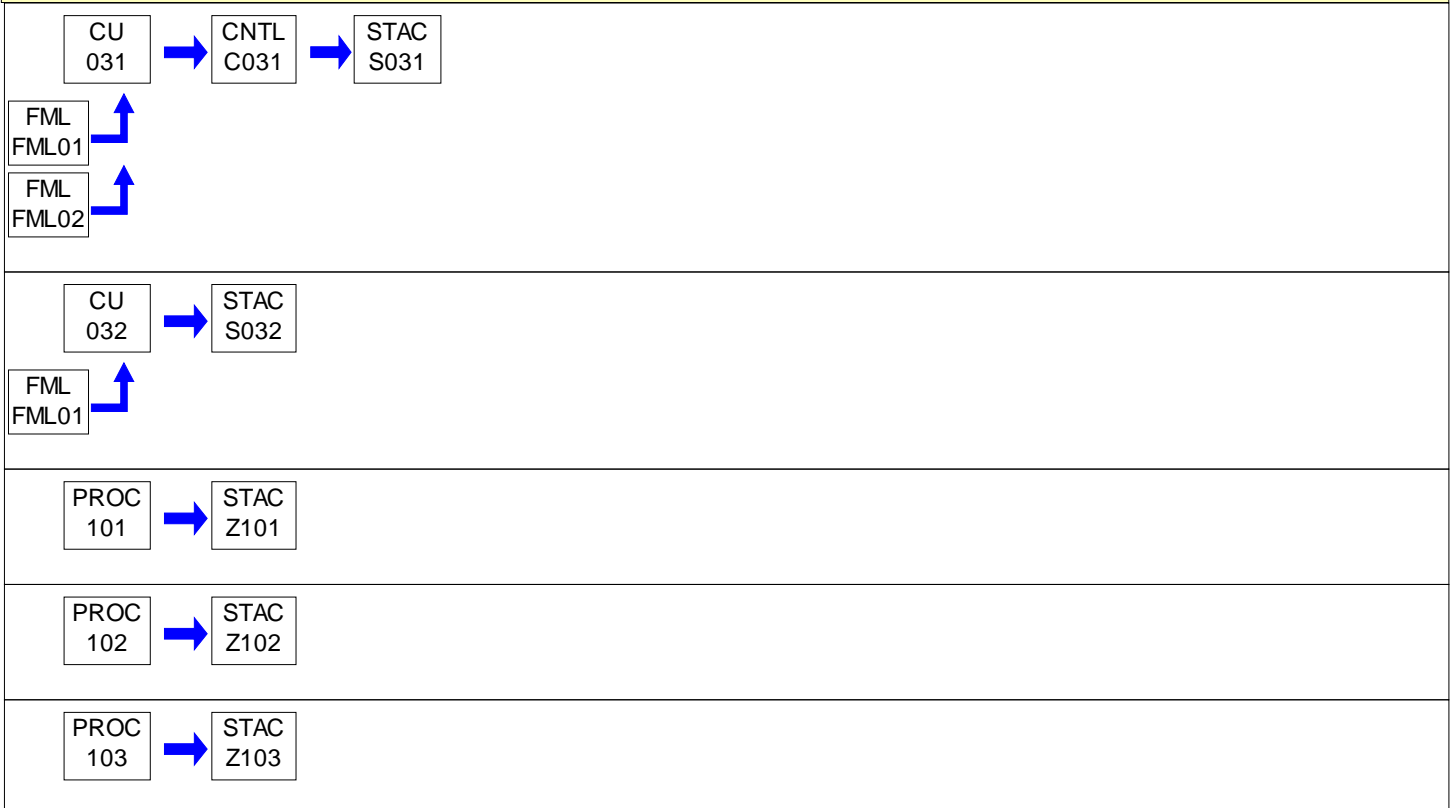 CU
031
CNTL
C031
STAC
S031
FML
FML01
FML
FML02
CU
032
STAC
S032
FML
FML01
PROC
101
STAC
Z101
PROC
102
STAC
Z102
PROC
103
STAC
Z103